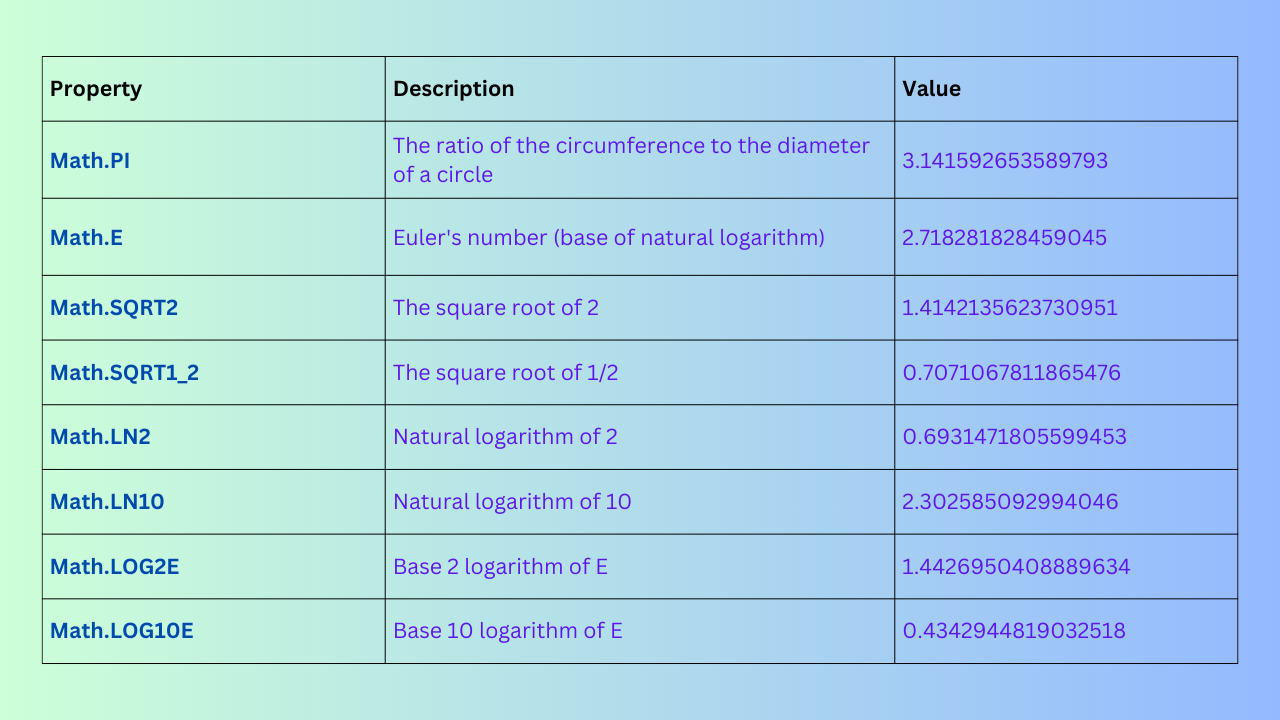 Property Description Value
Math.PI The ratio of the circumference to the diameter of a circle 3.141592653589793
Math.E Euler's number (base of natural logarithm) 2.718281828459045
Math.SQRT2 The square root of 2 1.4142135623730951
Math.SQRT1_2 The square root of 1/2 0.7071067811865476
Math.LN2 Natural logarithm of 2 0.6931471805599453
Math.LN10 Natural logarithm of 10 2.302585092994046
Math.LOG2E Base 2 logarithm of E 1.4426950408889634
Math.LOG10E Base 10 logarithm of E 0.4342944819032518